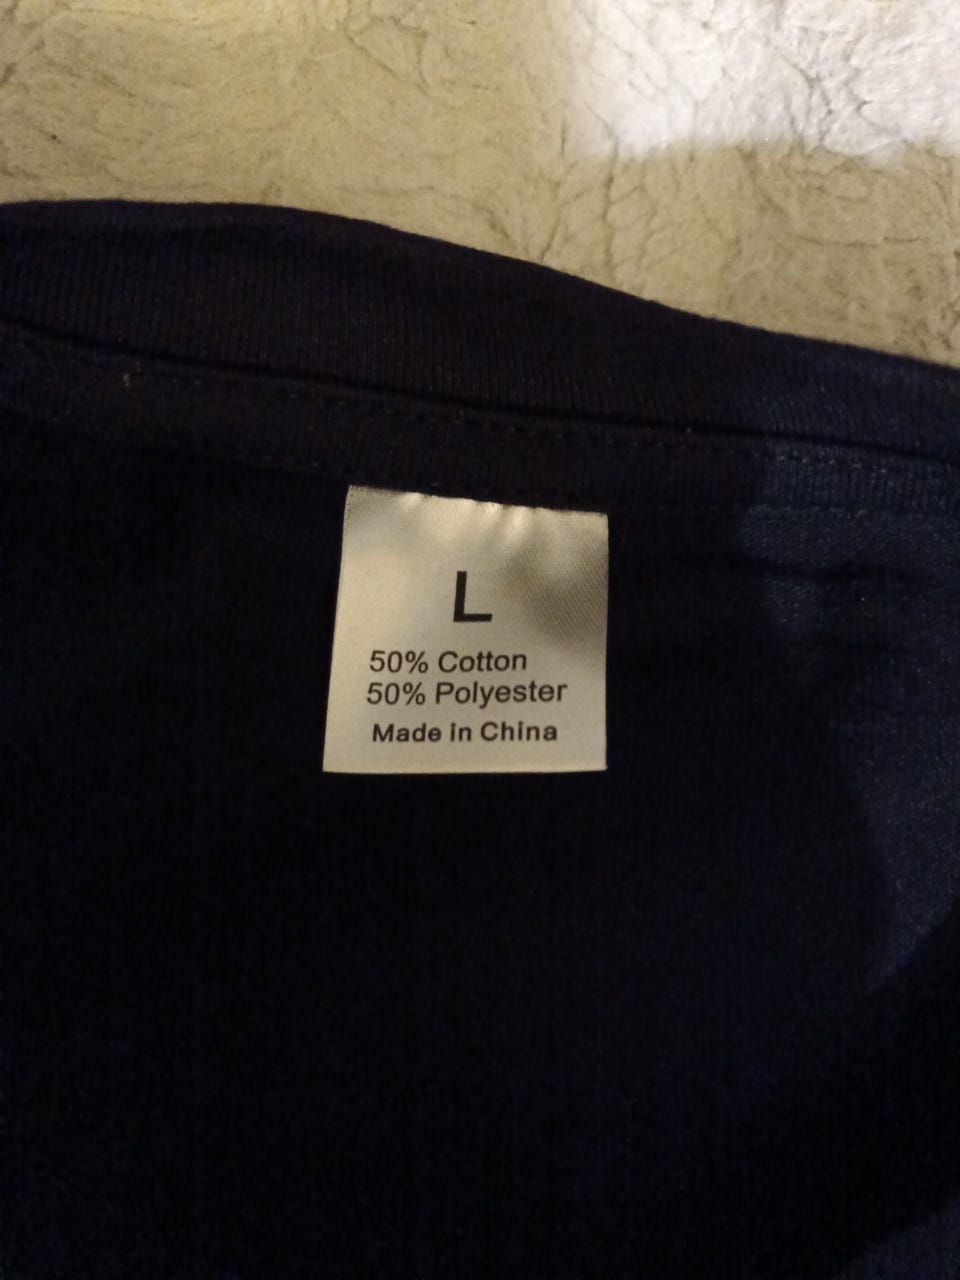 L
50% Cotton
50% Polyester
Made in China